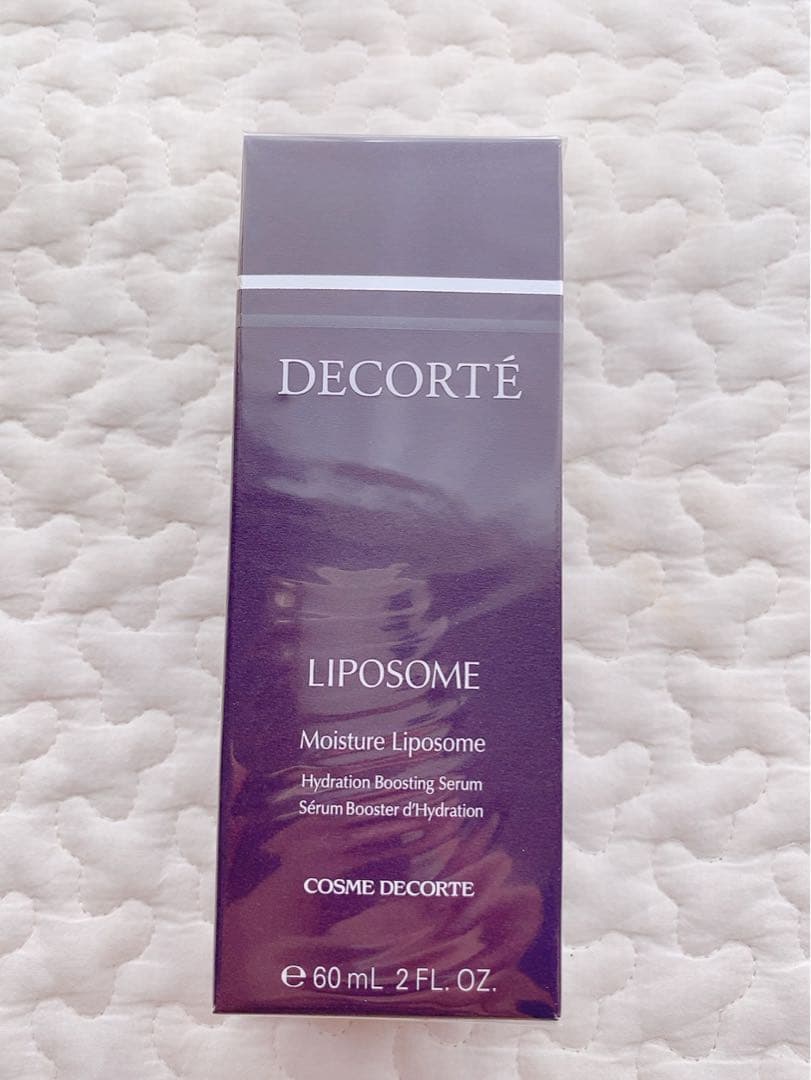 DECORTÉ
LIPOSOME
Moisture Liposome
Hydration Boosting Serum
Sérum Booster d'Hydration
COSME DECORTE
℮ 60 mL 2 FL. OZ.